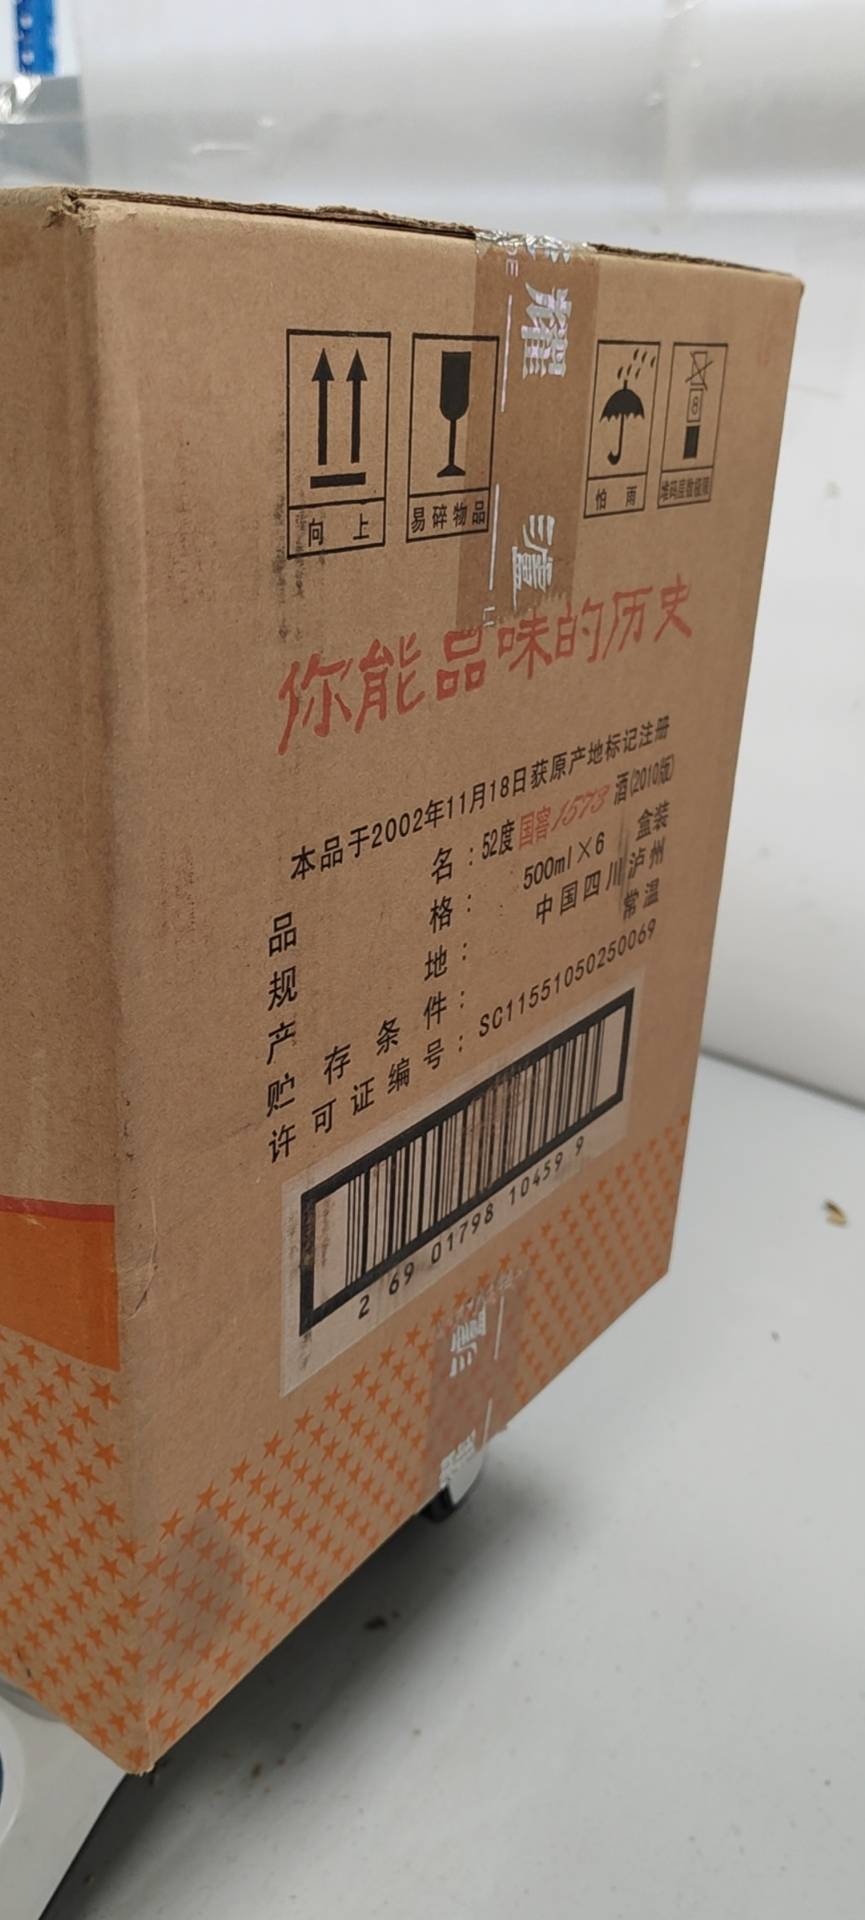 向上
易碎物品
怕雨
8
堆码层数极限
你能品味的历史
本品于2002年11月18日获原产地标记注册
品名：52度国窖1573酒(2010版)
规格：500ml×6 盒装
产地：中国四川泸州
贮存条件：常温
许可证编号：SC11551050250069
2 69 01798 10459 9